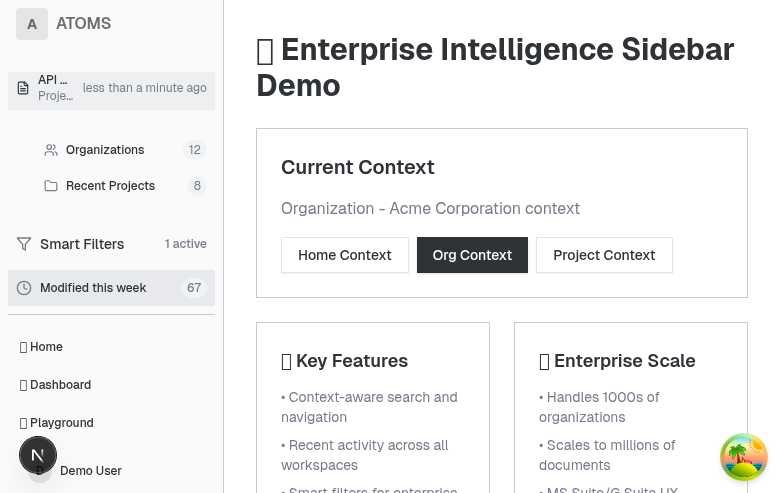 A ATOMS
API ...
Proje... less than a minute ago
Organizations 12
Recent Projects 8
Smart Filters 1 active
Modified this week 67
Home
Dashboard
Playground
N
Demo User
Enterprise Intelligence Sidebar
Demo
Current Context
Organization - Acme Corporation context
Home Context Org Context Project Context
Key Features
• Context-aware search and
navigation
• Recent activity across all
workspaces
• Smart filters for enterprise
Enterprise Scale
• Handles 1000s of
organizations
• Scales to millions of
documents
• MS Suite/G Suite UX